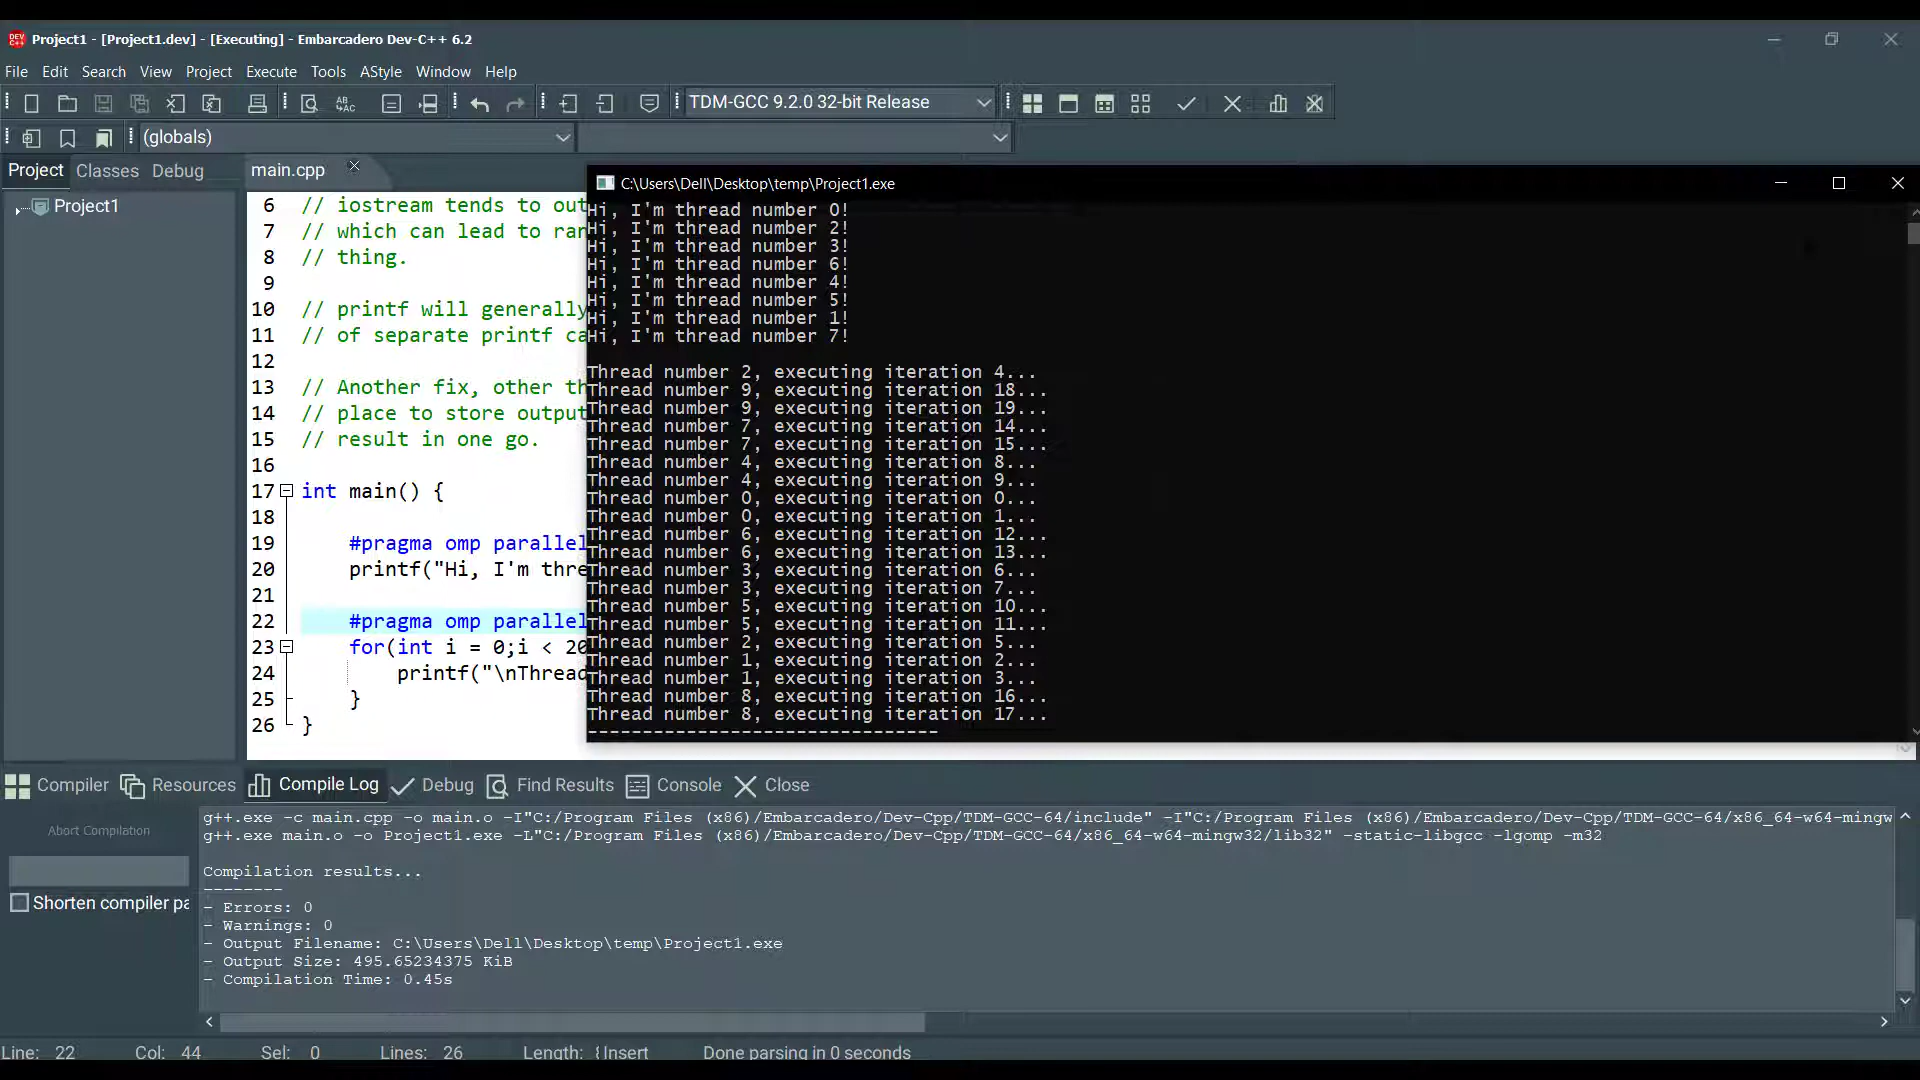 Project1 - [Project1.dev] - [Executing] - Embarcadero Dev-C++ 6.2
File Edit Search View Project Execute Tools AStyle Window Help
TDM-GCC 9.2.0 32-bit Release
(globals)
Project Classes Debug
Project1
main.cpp
6 // iostream tends to out
7 // which can lead to ran
8 // thing.
9
10 // printf will generally
11 // of separate printf ca
12
13 // Another fix, other th
14 // place to store output
15 // result in one go.
16
17 int main() {
18
19 #pragma omp parallel
20 printf("Hi, I'm thre
21
22 #pragma omp parallel
23 for(int i = 0;i < 20
24 printf("\nThread
25 }
26 }
C:\Users\Dell\Desktop\temp\Project1.exe
Hi, I'm thread number 0!
Hi, I'm thread number 2!
Hi, I'm thread number 3!
Hi, I'm thread number 6!
Hi, I'm thread number 4!
Hi, I'm thread number 5!
Hi, I'm thread number 1!
Hi, I'm thread number 7!
Thread number 2, executing iteration 4...
Thread number 9, executing iteration 18...
Thread number 9, executing iteration 19...
Thread number 7, executing iteration 14...
Thread number 7, executing iteration 15...
Thread number 4, executing iteration 8...
Thread number 4, executing iteration 9...
Thread number 0, executing iteration 0...
Thread number 0, executing iteration 1...
Thread number 6, executing iteration 12...
Thread number 6, executing iteration 13...
Thread number 3, executing iteration 6...
Thread number 3, executing iteration 7...
Thread number 5, executing iteration 10...
Thread number 5, executing iteration 11...
Thread number 2, executing iteration 5...
Thread number 1, executing iteration 2...
Thread number 1, executing iteration 3...
Thread number 8, executing iteration 16...
Thread number 8, executing iteration 17...
--------------------------------
Compiler Resources Compile Log Debug Find Results Console Close
Abort Compilation
Shorten compiler pa
g++.exe -c main.cpp -o main.o -I"C:/Program Files (x86)/Embarcadero/Dev-Cpp/TDM-GCC-64/include" -I"C:/Program Files (x86)/Embarcadero/Dev-Cpp/TDM-GCC-64/x86_64-w64-mingw
g++.exe main.o -o Project1.exe -L"C:/Program Files (x86)/Embarcadero/Dev-Cpp/TDM-GCC-64/x86_64-w64-mingw32/lib32" -static-libgcc -lgomp -m32
Compilation results...
--------
- Errors: 0
- Warnings: 0
- Output Filename: C:\Users\Dell\Desktop\temp\Project1.exe
- Output Size: 495.65234375 KiB
- Compilation Time: 0.45s
Line: 22 Col: 44 Sel: 0 Lines: 26 Length: Insert Done parsing in 0 seconds